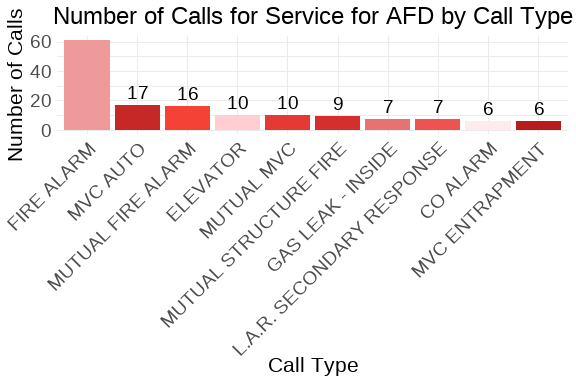 Number of Calls for Service for AFD by Call Type
Number of Calls
60
40
20
0
17
16
10
10
9
7
7
6
6
FIRE ALARM
MVC AUTO
MUTUAL FIRE ALARM
ELEVATOR
MUTUAL MVC
MUTUAL STRUCTURE FIRE
GAS LEAK - INSIDE
L.A.R. SECONDARY RESPONSE
CO ALARM
MVC ENTRAPMENT
Call Type